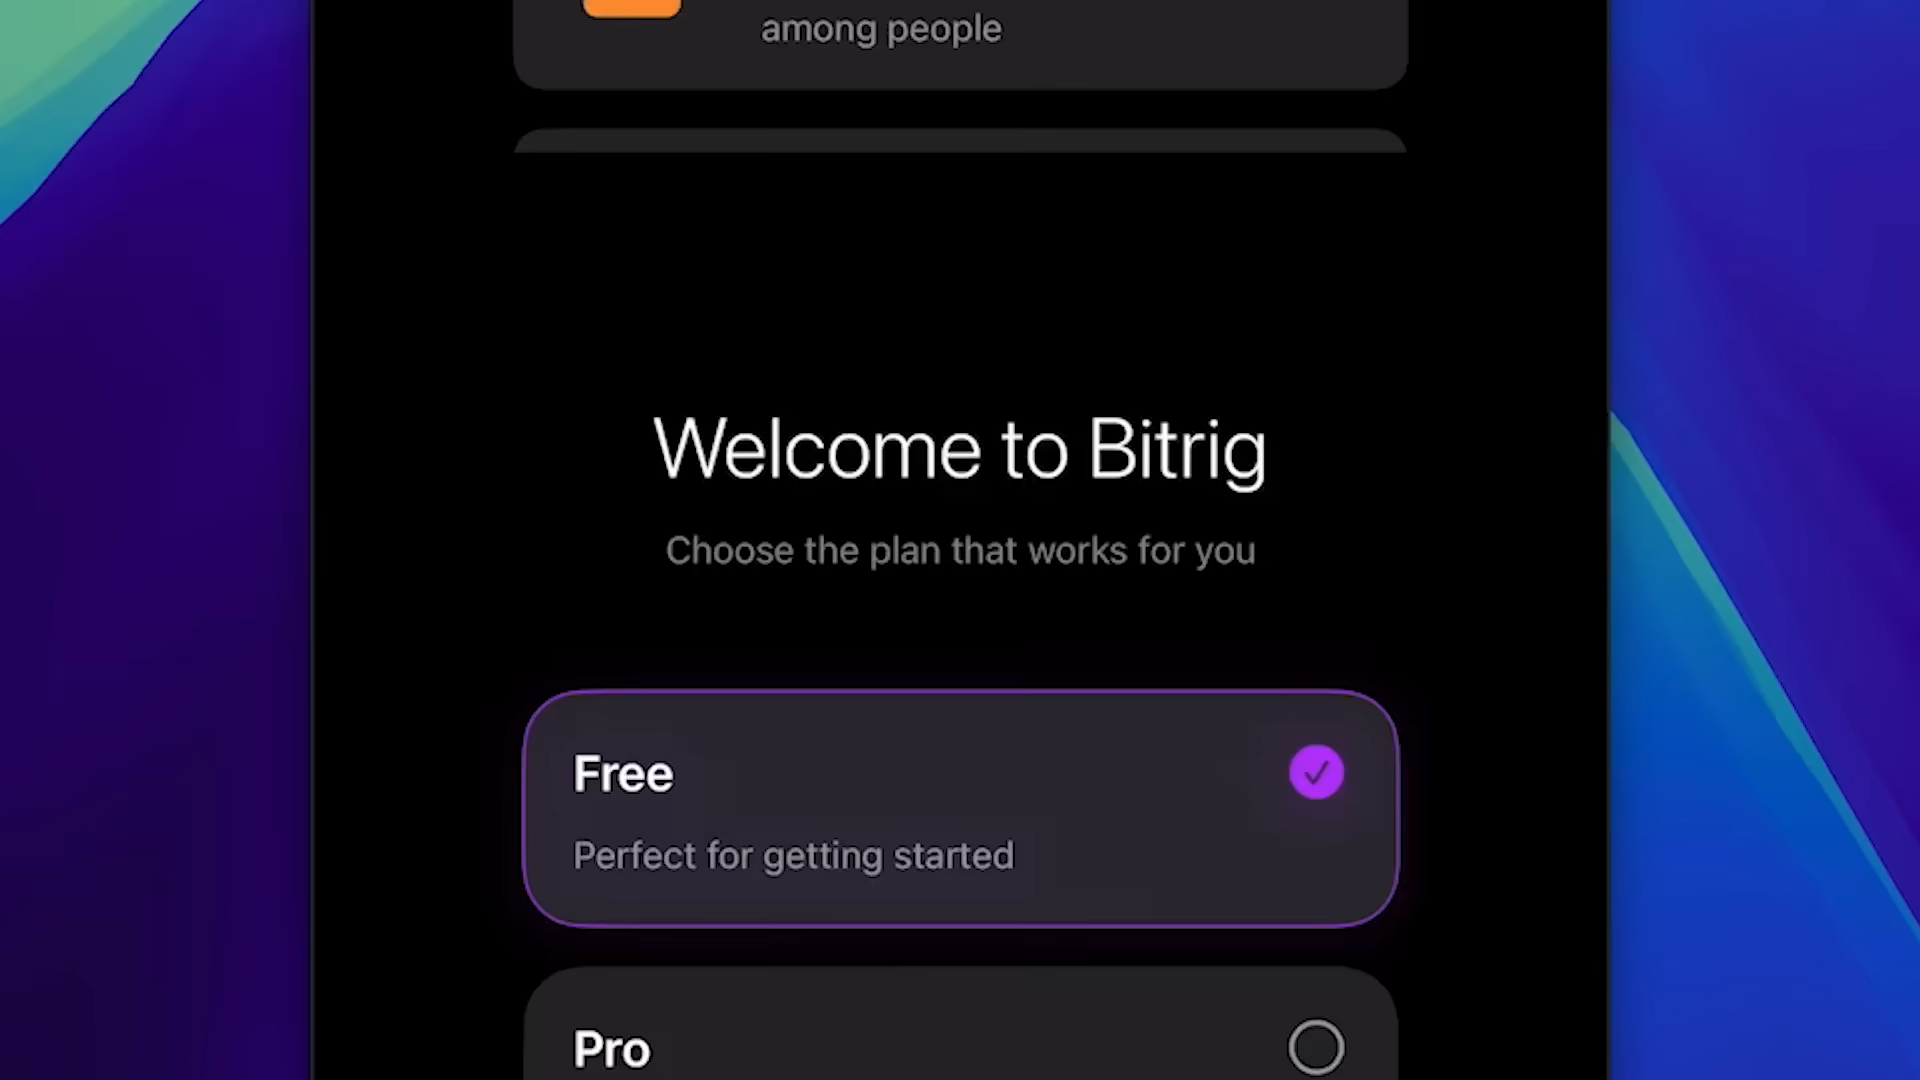 among people
Welcome to Bitrig
Choose the plan that works for you
Free
Perfect for getting started
Pro